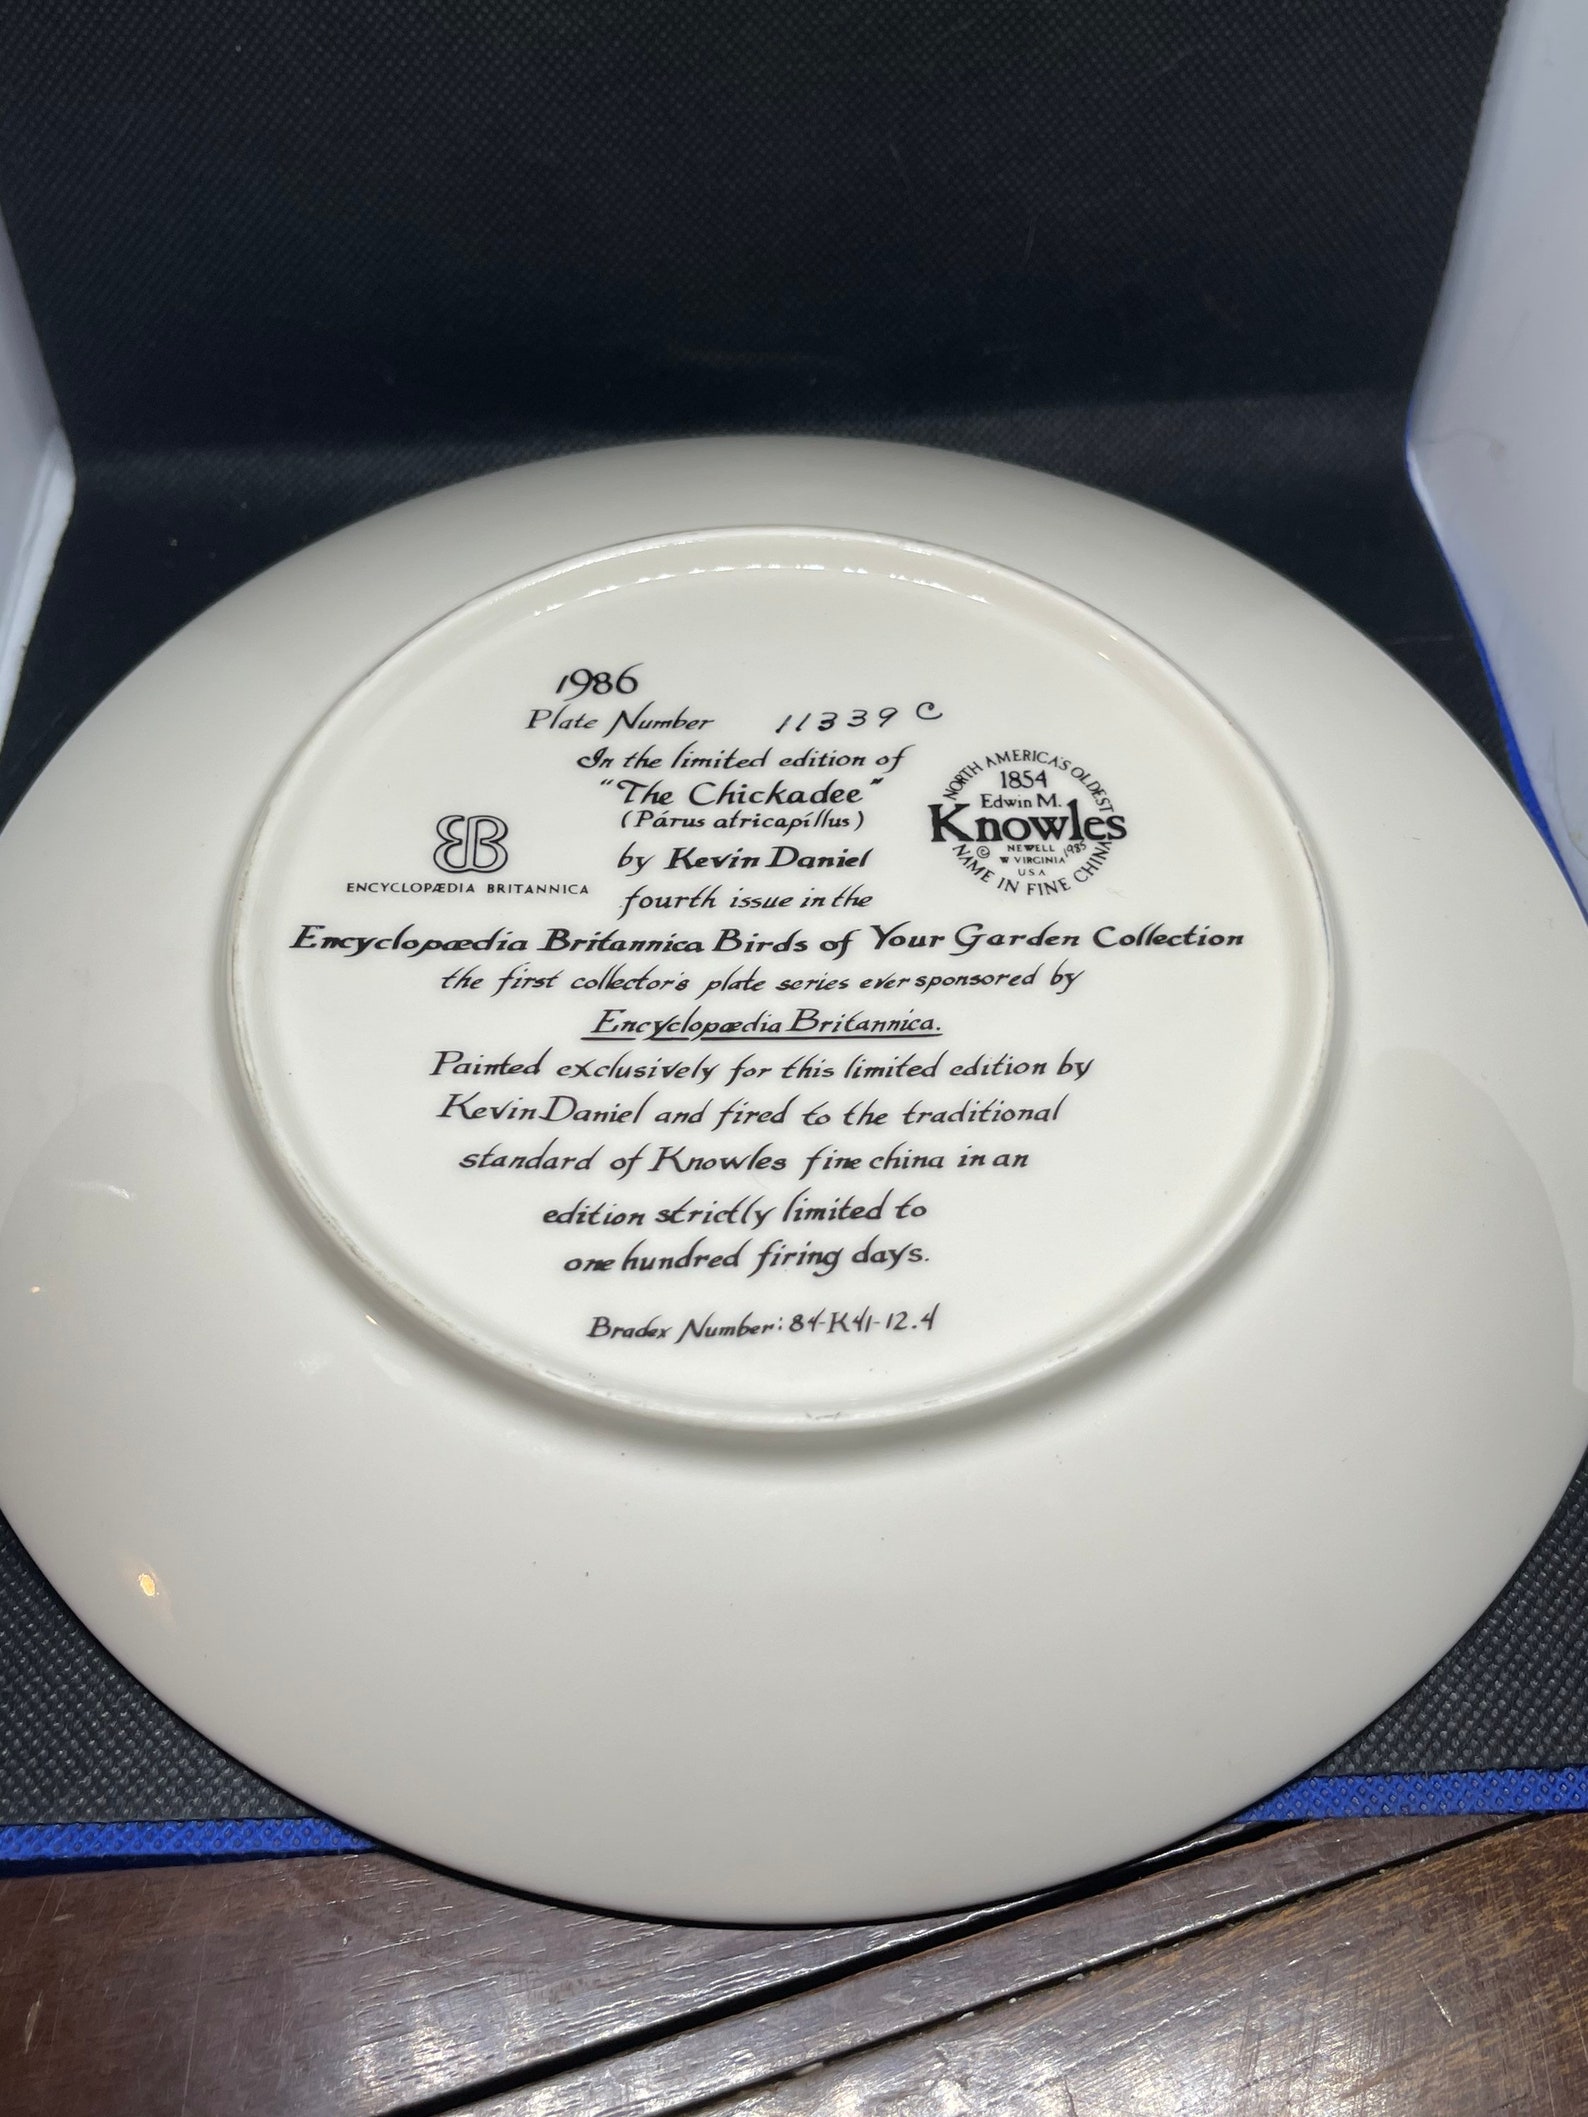 1986
Plate Number 11339 C
In the limited edition of
"The Chickadee"
(Párus atricapíllus)
by Kevin Daniel
fourth issue in the
EB
ENCYCLOPÆDIA BRITANNICA
NORTH AMERICA'S OLDEST
1854
Edwin M.
Knowles
© NEWELL 1985
W VIRGINIA
USA
NAME IN FINE CHINA
Encyclopædia Britannica Birds of Your Garden Collection
the first collector's plate series ever sponsored by
Encyclopædia Britannica.
Painted exclusively for this limited edition by
Kevin Daniel and fired to the traditional
standard of Knowles fine china in an
edition strictly limited to
one hundred firing days.
Bradex Number: 84-K41-12.4